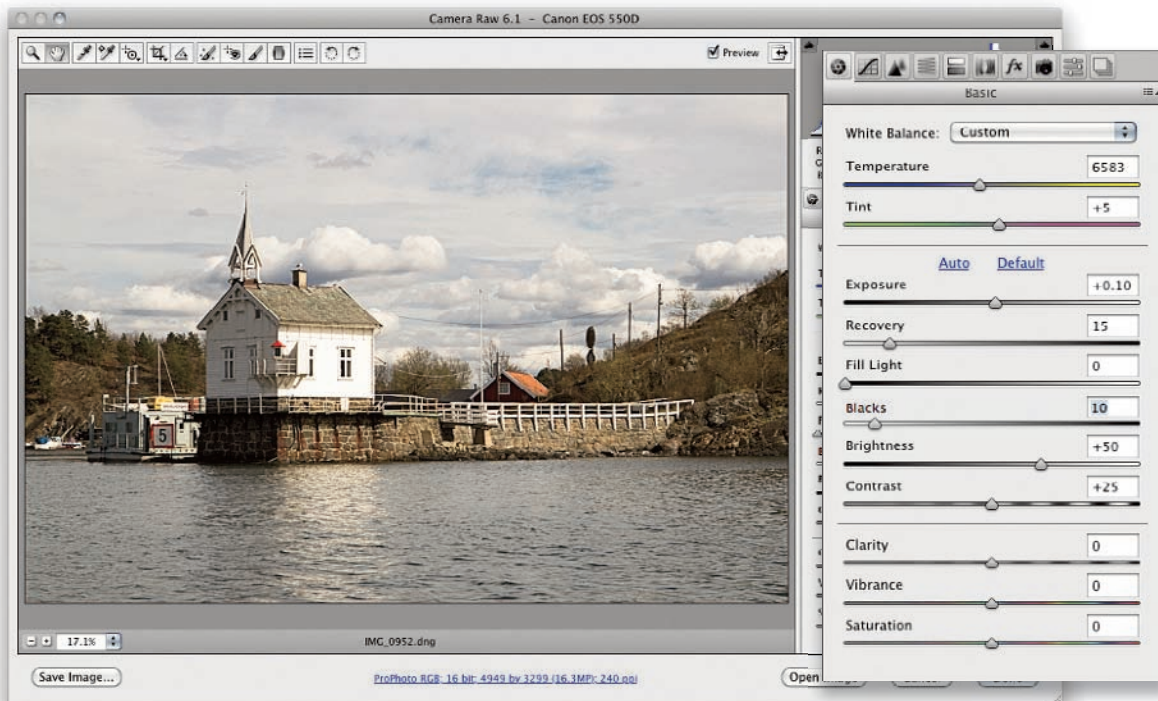 Camera Raw 6.1 – Canon EOS 550D
Preview
5
17.1%
IMG_0952.dng
Save Image...
ProPhoto RGB; 16 bit; 4949 by 3299 (16.3MP); 240 ppi
Open
fx
Basic
White Balance: Custom
Temperature 6583
Tint +5
Auto Default
Exposure +0.10
Recovery 15
Fill Light 0
Blacks 10
Brightness +50
Contrast +25
Clarity 0
Vibrance 0
Saturation 0